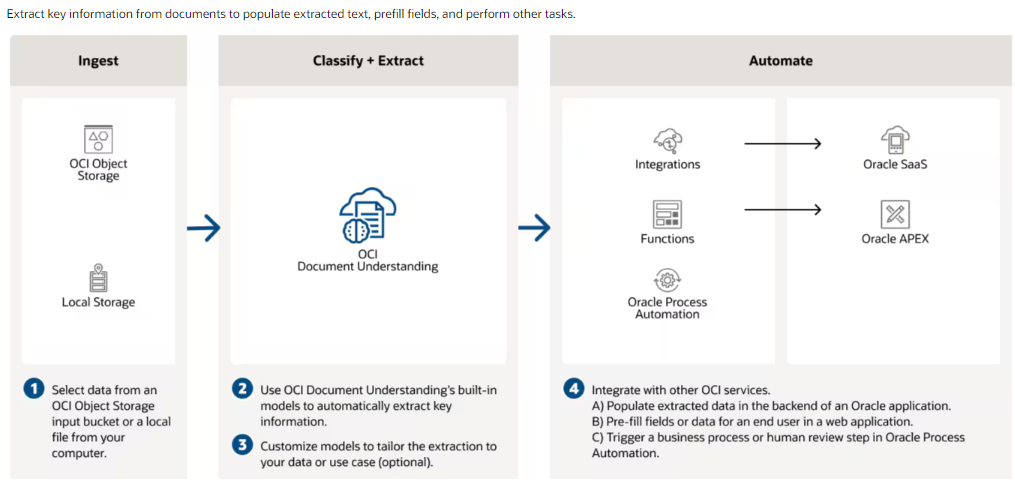 Extract key information from documents to populate extracted text, prefill fields, and perform other tasks.
Ingest
Classify + Extract
Automate
OCI Object
Storage
Local Storage
OCI
Document Understanding
Integrations
Oracle SaaS
Functions
Oracle APEX
Oracle Process
Automation
1 Select data from an
OCI Object Storage
input bucket or a local
file from your
computer.
2 Use OCI Document Understanding's built-in
models to automatically extract key
information.
3 Customize models to tailor the extraction to
your data or use case (optional).
4 Integrate with other OCI services.
A) Populate extracted data in the backend of an Oracle application.
B) Pre-fill fields or data for an end user in a web application.
C) Trigger a business process or human review step in Oracle Process
Automation.